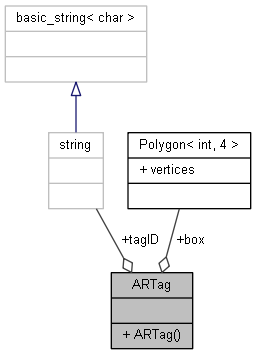 basic_string< char >
string
Polygon< int, 4 >
+ vertices
+tagID
+box
ARTag
+ ARTag()